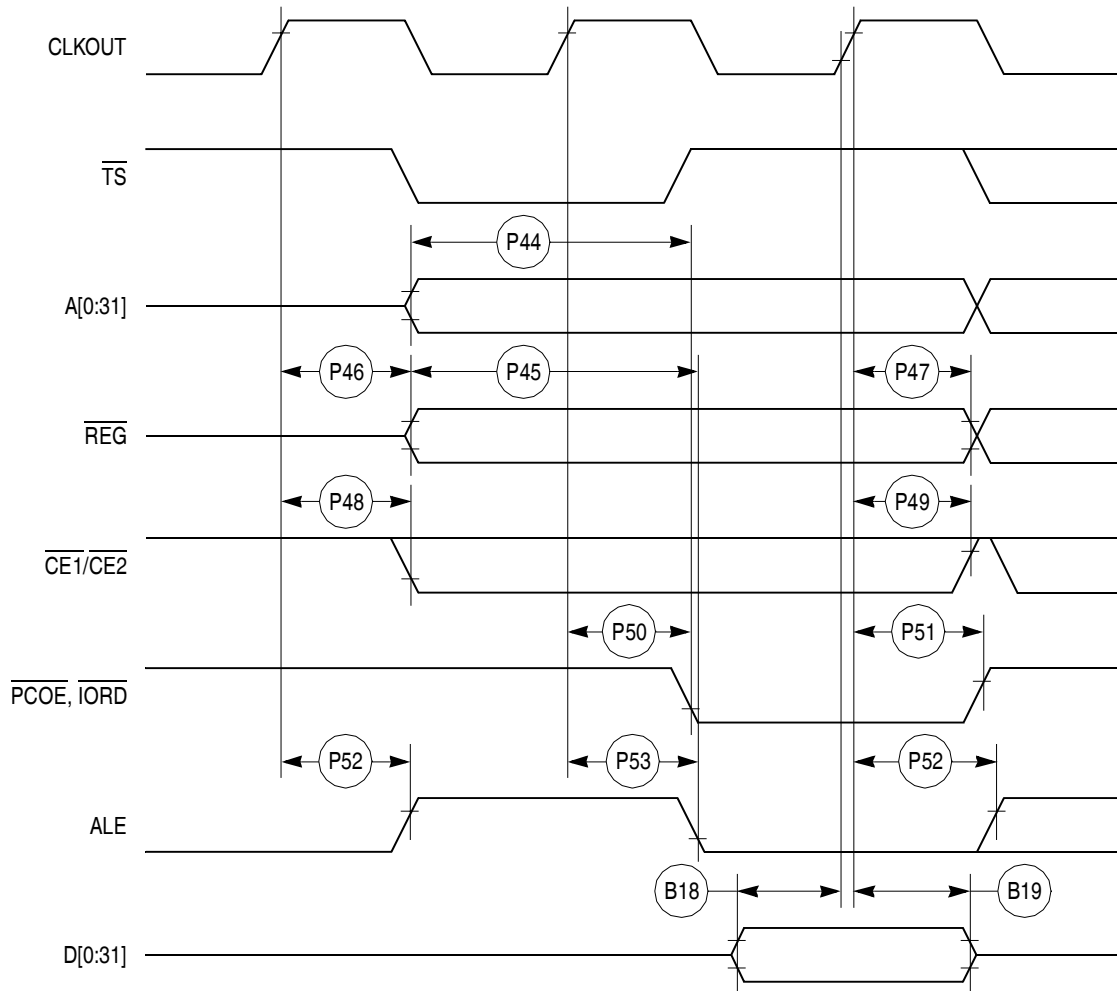 CLKOUT
TS
P44
A[0:31]
P46 P45 P47
REG
P48 P49
CE1/CE2
P50 P51
PCOE, IORD
P52 P53 P52
ALE
B18 B19
D[0:31]